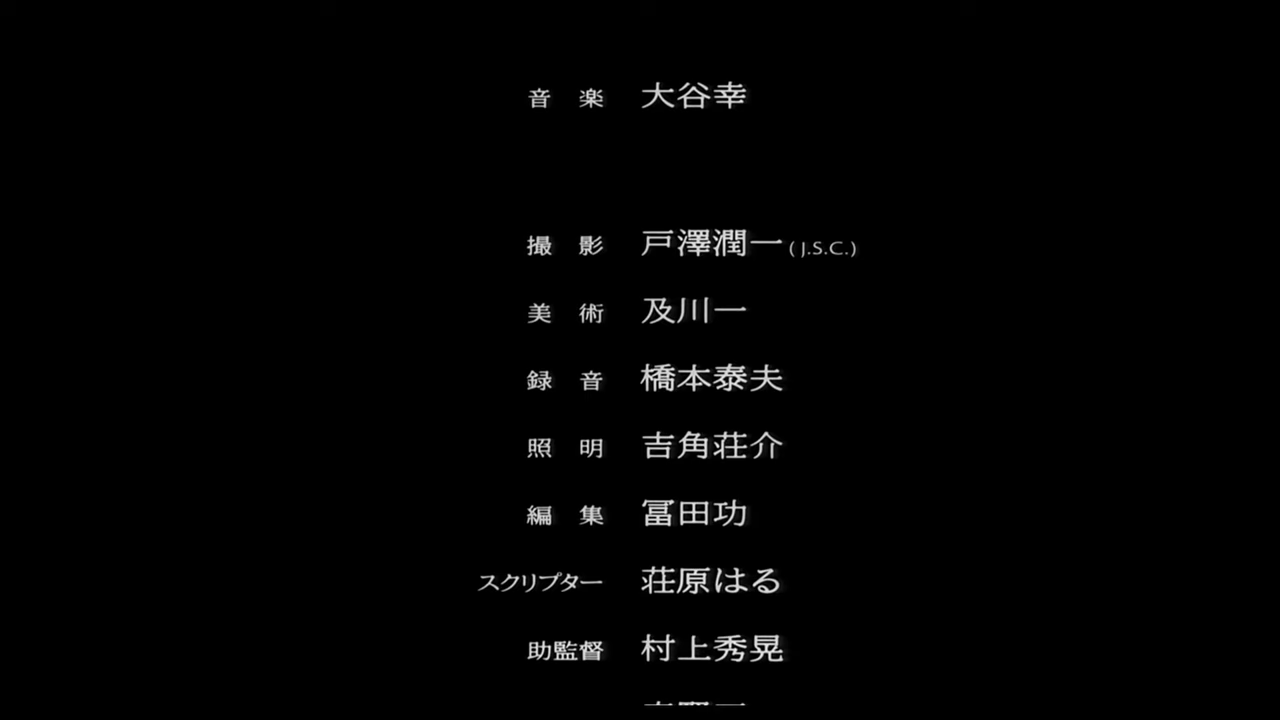 音 楽 大谷幸
撮 影 戸澤潤一(J.S.C.)
美 術 及川一
録 音 橋本泰夫
照 明 吉角荘介
編 集 冨田功
スクリプター 荘原はる
助監督 村上秀晃